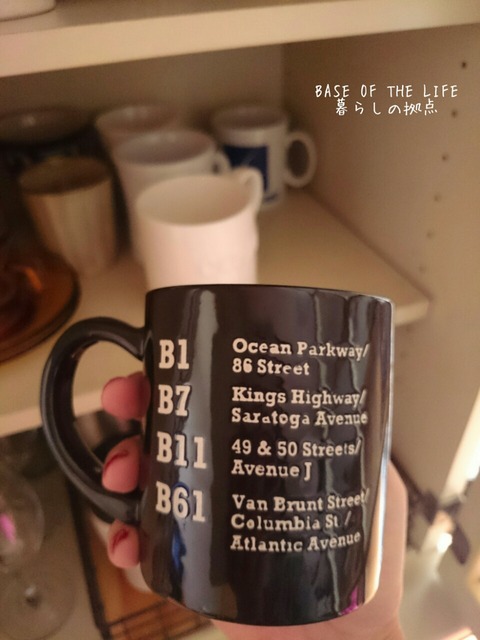 BASE OF THE LIFE
暮らしの拠点
B1 Ocean Parkway/
86 Street
B7 Kings Highway/
Saratoga Avenue
B11 49 & 50 Streets/
Avenue J
B61 Van Brunt Street/
Columbia St /
Atlantic Avenue